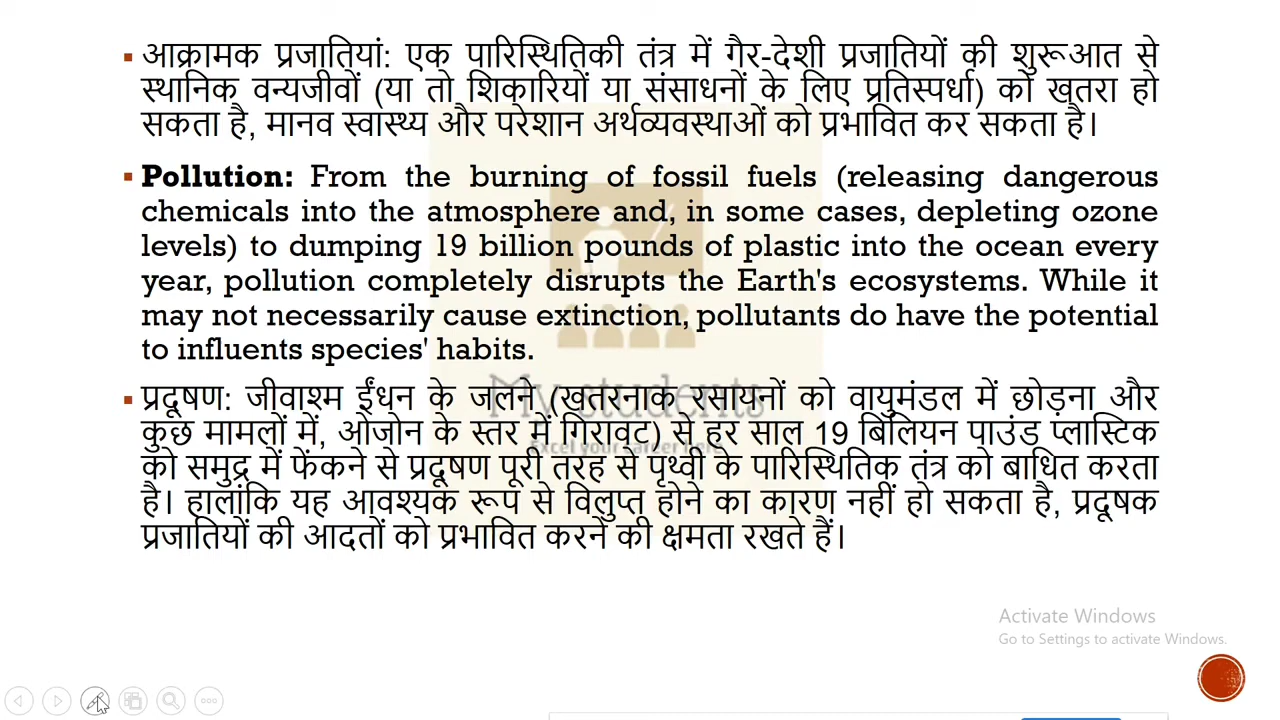 आक्रामक प्रजातियां: एक पारिस्थितिकी तंत्र में गैर-देशी प्रजातियों की शुरूआत से
स्थानिक वन्यजीवों (या तो शिकारियों या संसाधनों के लिए प्रतिस्पर्धा) को खतरा हो
सकता है, मानव स्वास्थ्य और परेशान अर्थव्यवस्थाओं को प्रभावित कर सकता है।
Pollution: From the burning of fossil fuels (releasing dangerous
chemicals into the atmosphere and, in some cases, depleting ozone
levels) to dumping 19 billion pounds of plastic into the ocean every
year, pollution completely disrupts the Earth's ecosystems. While it
may not necessarily cause extinction, pollutants do have the potential
to influents species' habits.
प्रदूषण: जीवाश्म ईंधन के जलने (खतरनाक रसायनों को वायुमंडल में छोड़ना और
कुछ मामलों में, ओजोन के स्तर में गिरावट) से हर साल 19 बिलियन पाउंड प्लास्टिक
को समुद्र में फेंकने से प्रदूषण पूरी तरह से पृथ्वी के पारिस्थितिक तंत्र को बाधित करता
है। हालांकि यह आवश्यक रूप से विलुप्त होने का कारण नहीं हो सकता है, प्रदूषक
प्रजातियों की आदतों को प्रभावित करने की क्षमता रखते हैं।
My students
Excel your career here
Activate Windows
Go to Settings to activate Windows.